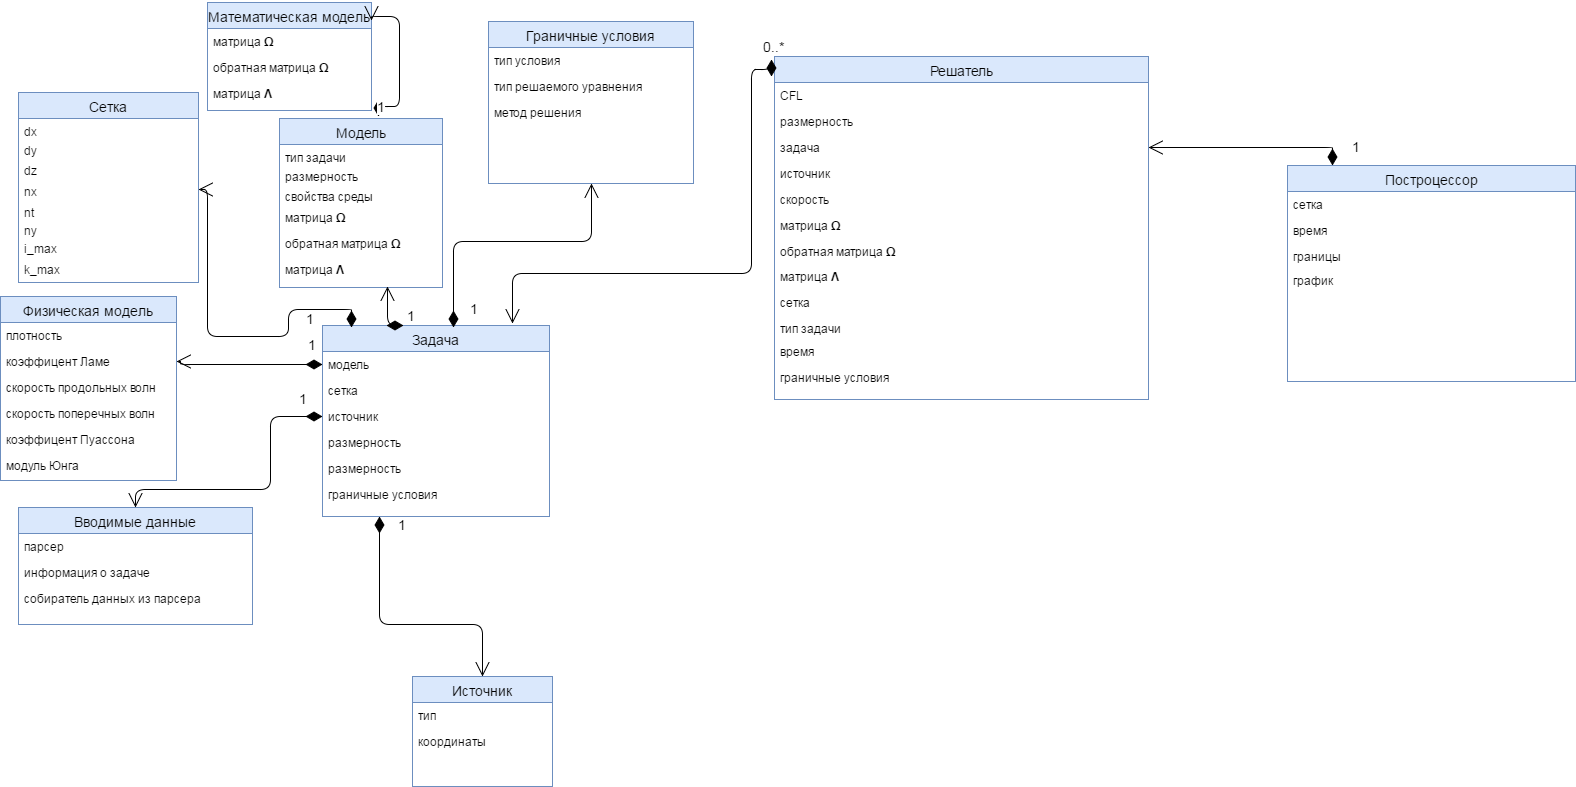 Математическая модель
матрица Ω
обратная матрица Ω
матрица Λ
1
Сетка
dx
dy
dz
nx
nt
ny
i_max
k_max
Модель
тип задачи
размерность
свойства среды
матрица Ω
обратная матрица Ω
матрица Λ
Граничные условия
тип условия
тип решаемого уравнения
метод решения
0..*
Решатель
CFL
размерность
задача
источник
скорость
матрица Ω
обратная матрица Ω
матрица Λ
сетка
тип задачи
время
граничные условия
1
Построцессор
сетка
время
границы
график
Физическая модель
плотность
коэффицент Ламе
скорость продольных волн
скорость поперечных волн
коэффицент Пуассона
модуль Юнга
1
1
1
1
1
Задача
модель
сетка
источник
размерность
размерность
граничные условия
1
Вводимые данные
парсер
информация о задаче
собиратель данных из парсера
Источник
тип
координаты